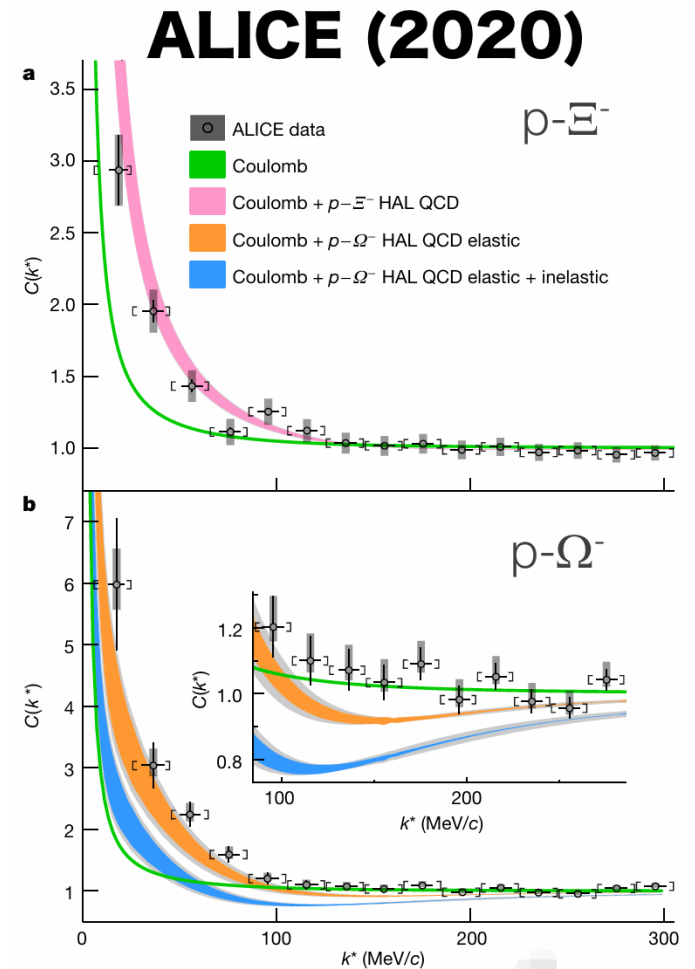 ALICE (2020)
a
p-Ξ⁻
ALICE data
Coulomb
Coulomb + p–Ξ⁻ HAL QCD
Coulomb + p–Ω⁻ HAL QCD elastic
Coulomb + p–Ω⁻ HAL QCD elastic + inelastic
C(k*)
3.5
3.0
2.5
2.0
1.5
1.0
b
p-Ω⁻
C(k*)
7
6
5
4
3
2
1
C(k*)
1.2
1.0
0.8
100
200
k* (MeV/c)
0
100
200
300
k* (MeV/c)